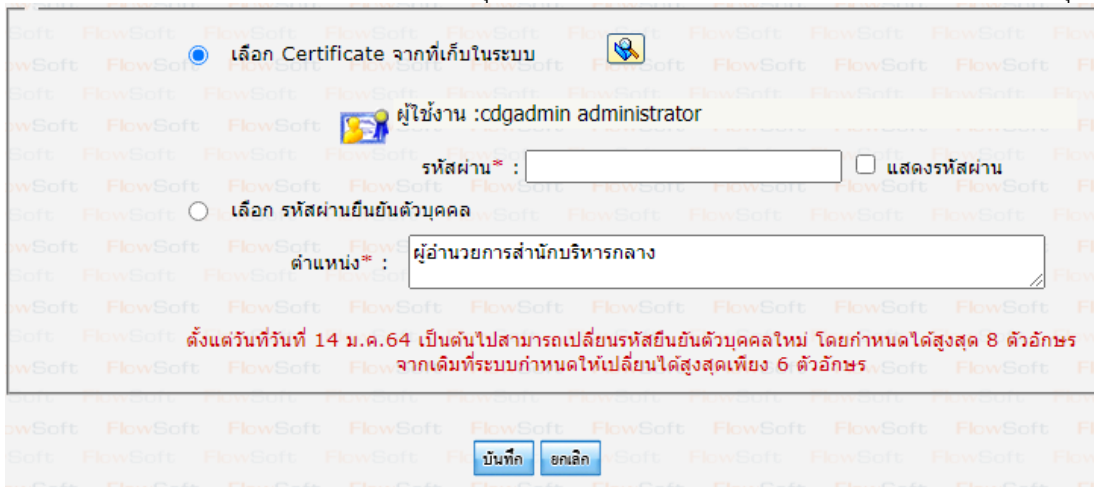 เลือก Certificate จากที่เก็บในระบบ
ผู้ใช้งาน :cdgadmin administrator
รหัสผ่าน* : แสดงรหัสผ่าน
เลือก รหัสผ่านยืนยันตัวบุคคล
ตำแหน่ง* : ผู้อำนวยการสำนักบริหารกลาง
ตั้งแต่วันที่วันที่ 14 ม.ค.64 เป็นต้นไปสามารถเปลี่ยนรหัสยืนยันตัวบุคคลใหม่ โดยกำหนดได้สูงสุด 8 ตัวอักษร
จากเดิมที่ระบบกำหนดให้เปลี่ยนได้สูงสุดเพียง 6 ตัวอักษร
บันทึก ยกเลิก